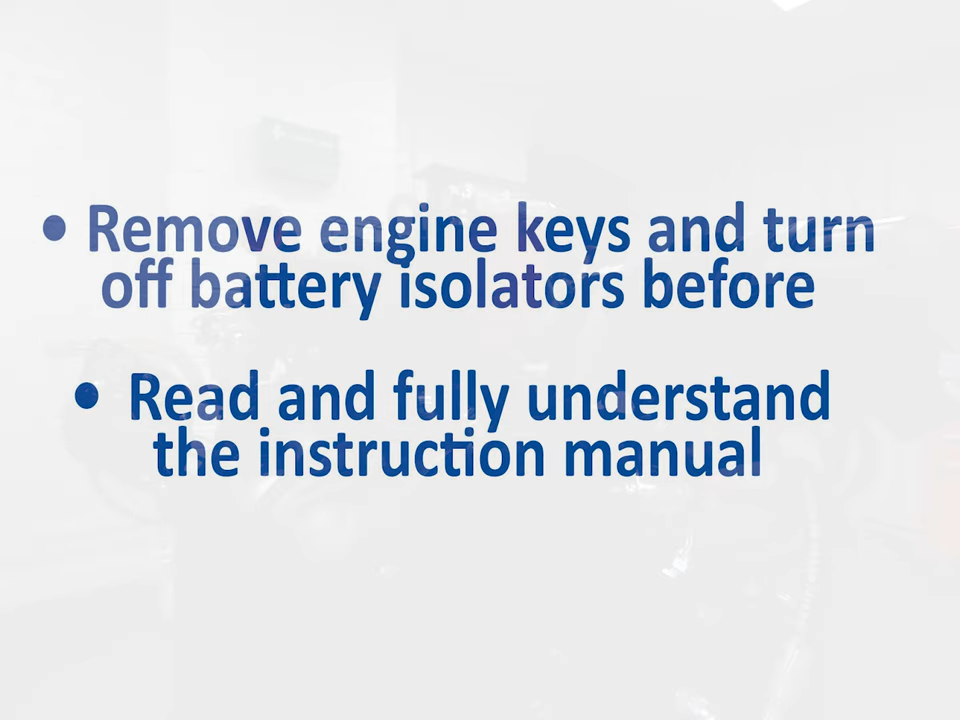 • Remove engine keys and turn
off battery isolators before
• Read and fully understand
the instruction manual